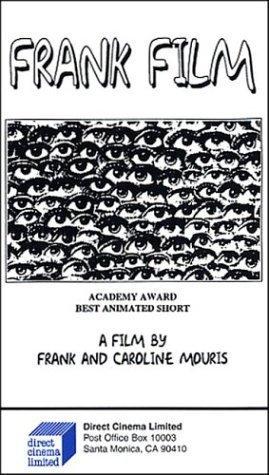 FRANK FILM
ACADEMY AWARD
BEST ANIMATED SHORT
A FILM BY
FRANK AND CAROLINE MOURIS
direct
cinema
limited
Direct Cinema Limited
Post Office Box 10003
Santa Monica, CA 90410